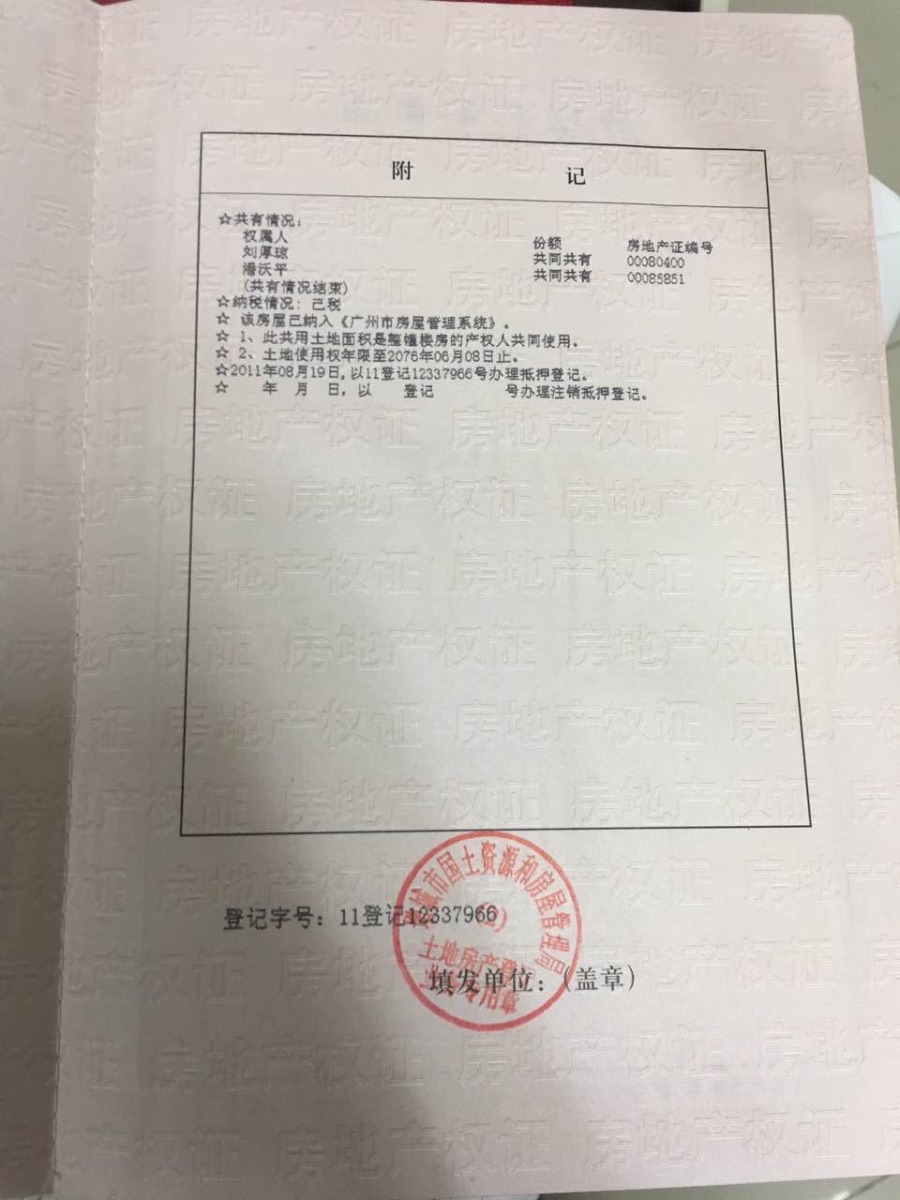 附 记
☆共有情况：
权属人 份额 房地产证编号
刘厚琼 共同共有 00080400
潘沃平 共同共有 00085851
(共有情况结束)
☆纳税情况：已税
☆ 该房屋已纳入《广州市房屋管理系统》。
☆ 1、此共用土地面积是整幢楼房的产权人共同使用。
☆ 2、土地使用权年限至2076年06月08日止。
☆2011年08月19日，以11登记12337966号办理抵押登记。
☆ 年 月 日，以 登记 号办理注销抵押登记。
登记字号：11登记12337966
填发单位：(盖章)
城市国土资源和房屋管理局
(2)
土地房产登记
专用章
房地产权证